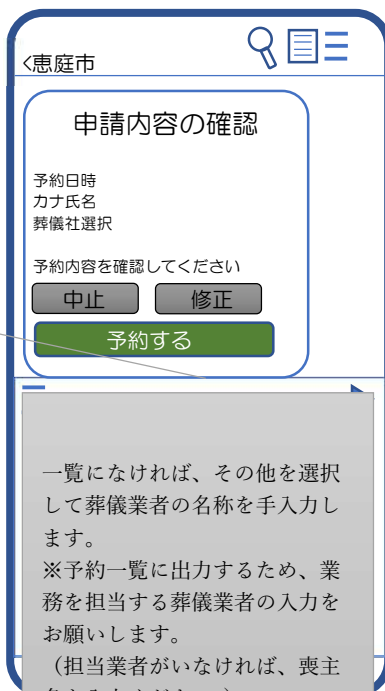 <恵庭市
申請内容の確認
予約日時
カナ氏名
葬儀社選択
予約内容を確認してください
中止
修正
予約する
一覧になければ、その他を選択
して葬儀業者の名称を手入力し
ます。
※予約一覧に出力するため、業
務を担当する葬儀業者の入力を
お願いします。
（担当業者がいなければ、喪主